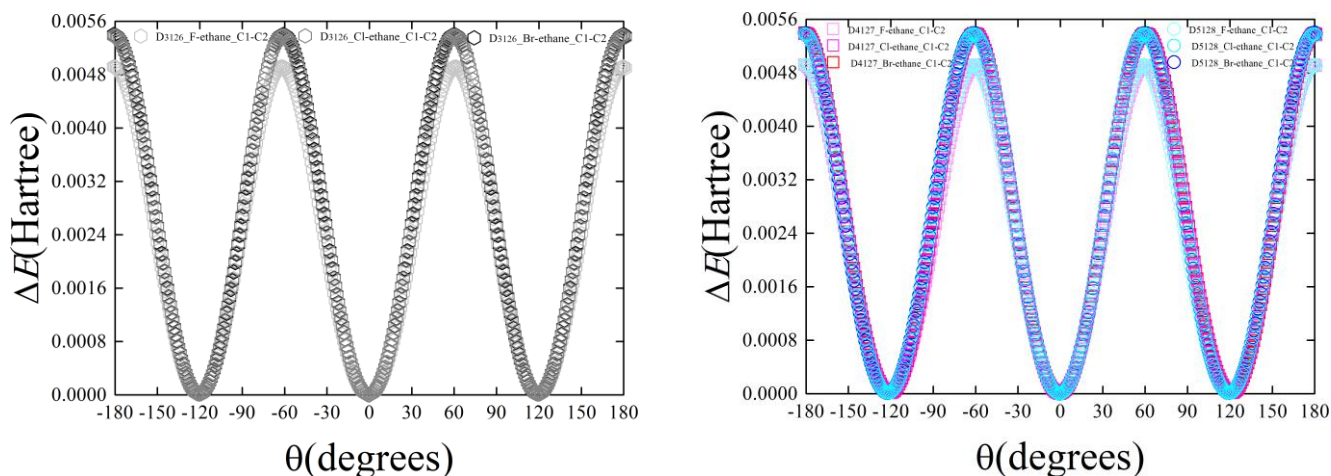 0.0056
D3126_F-ethane_C1-C2 D3126_Cl-ethane_C1-C2 D3126_Br-ethane_C1-C2
0.0048
0.0040
0.0032
0.0024
0.0016
0.0008
0.0000
ΔE(Hartree)
-180 -120 -90 -60 -30 0 30 60 90 120 150 180
θ(degrees)
0.0056
D4127_F-ethane_C1-C2 D5128_F-ethane_C1-C2
D4127_Cl-ethane_C1-C2 D5128_Cl-ethane_C1-C2
D4127_Br-ethane_C1-C2 D5128_Br-ethane_C1-C2
0.0048
0.0040
0.0032
0.0024
0.0016
0.0008
0.0000
ΔE(Hartree)
-180 -150 -120 -90 -60 -30 0 30 60 90 120 150 180
θ(degrees)